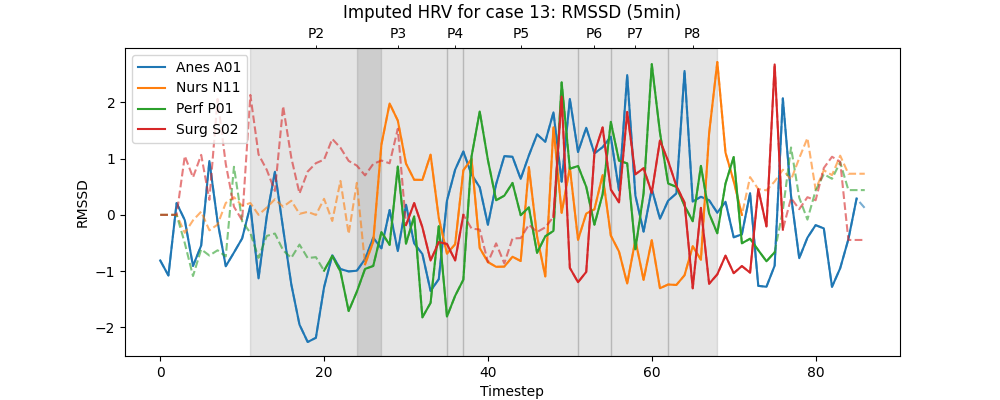 Imputed HRV for case 13: RMSSD (5min)
P2 P3 P4 P5 P6 P7 P8
Anes A01
Nurs N11
Perf P01
Surg S02
RMSSD
2
1
0
−1
−2
0 20 40 60 80
Timestep